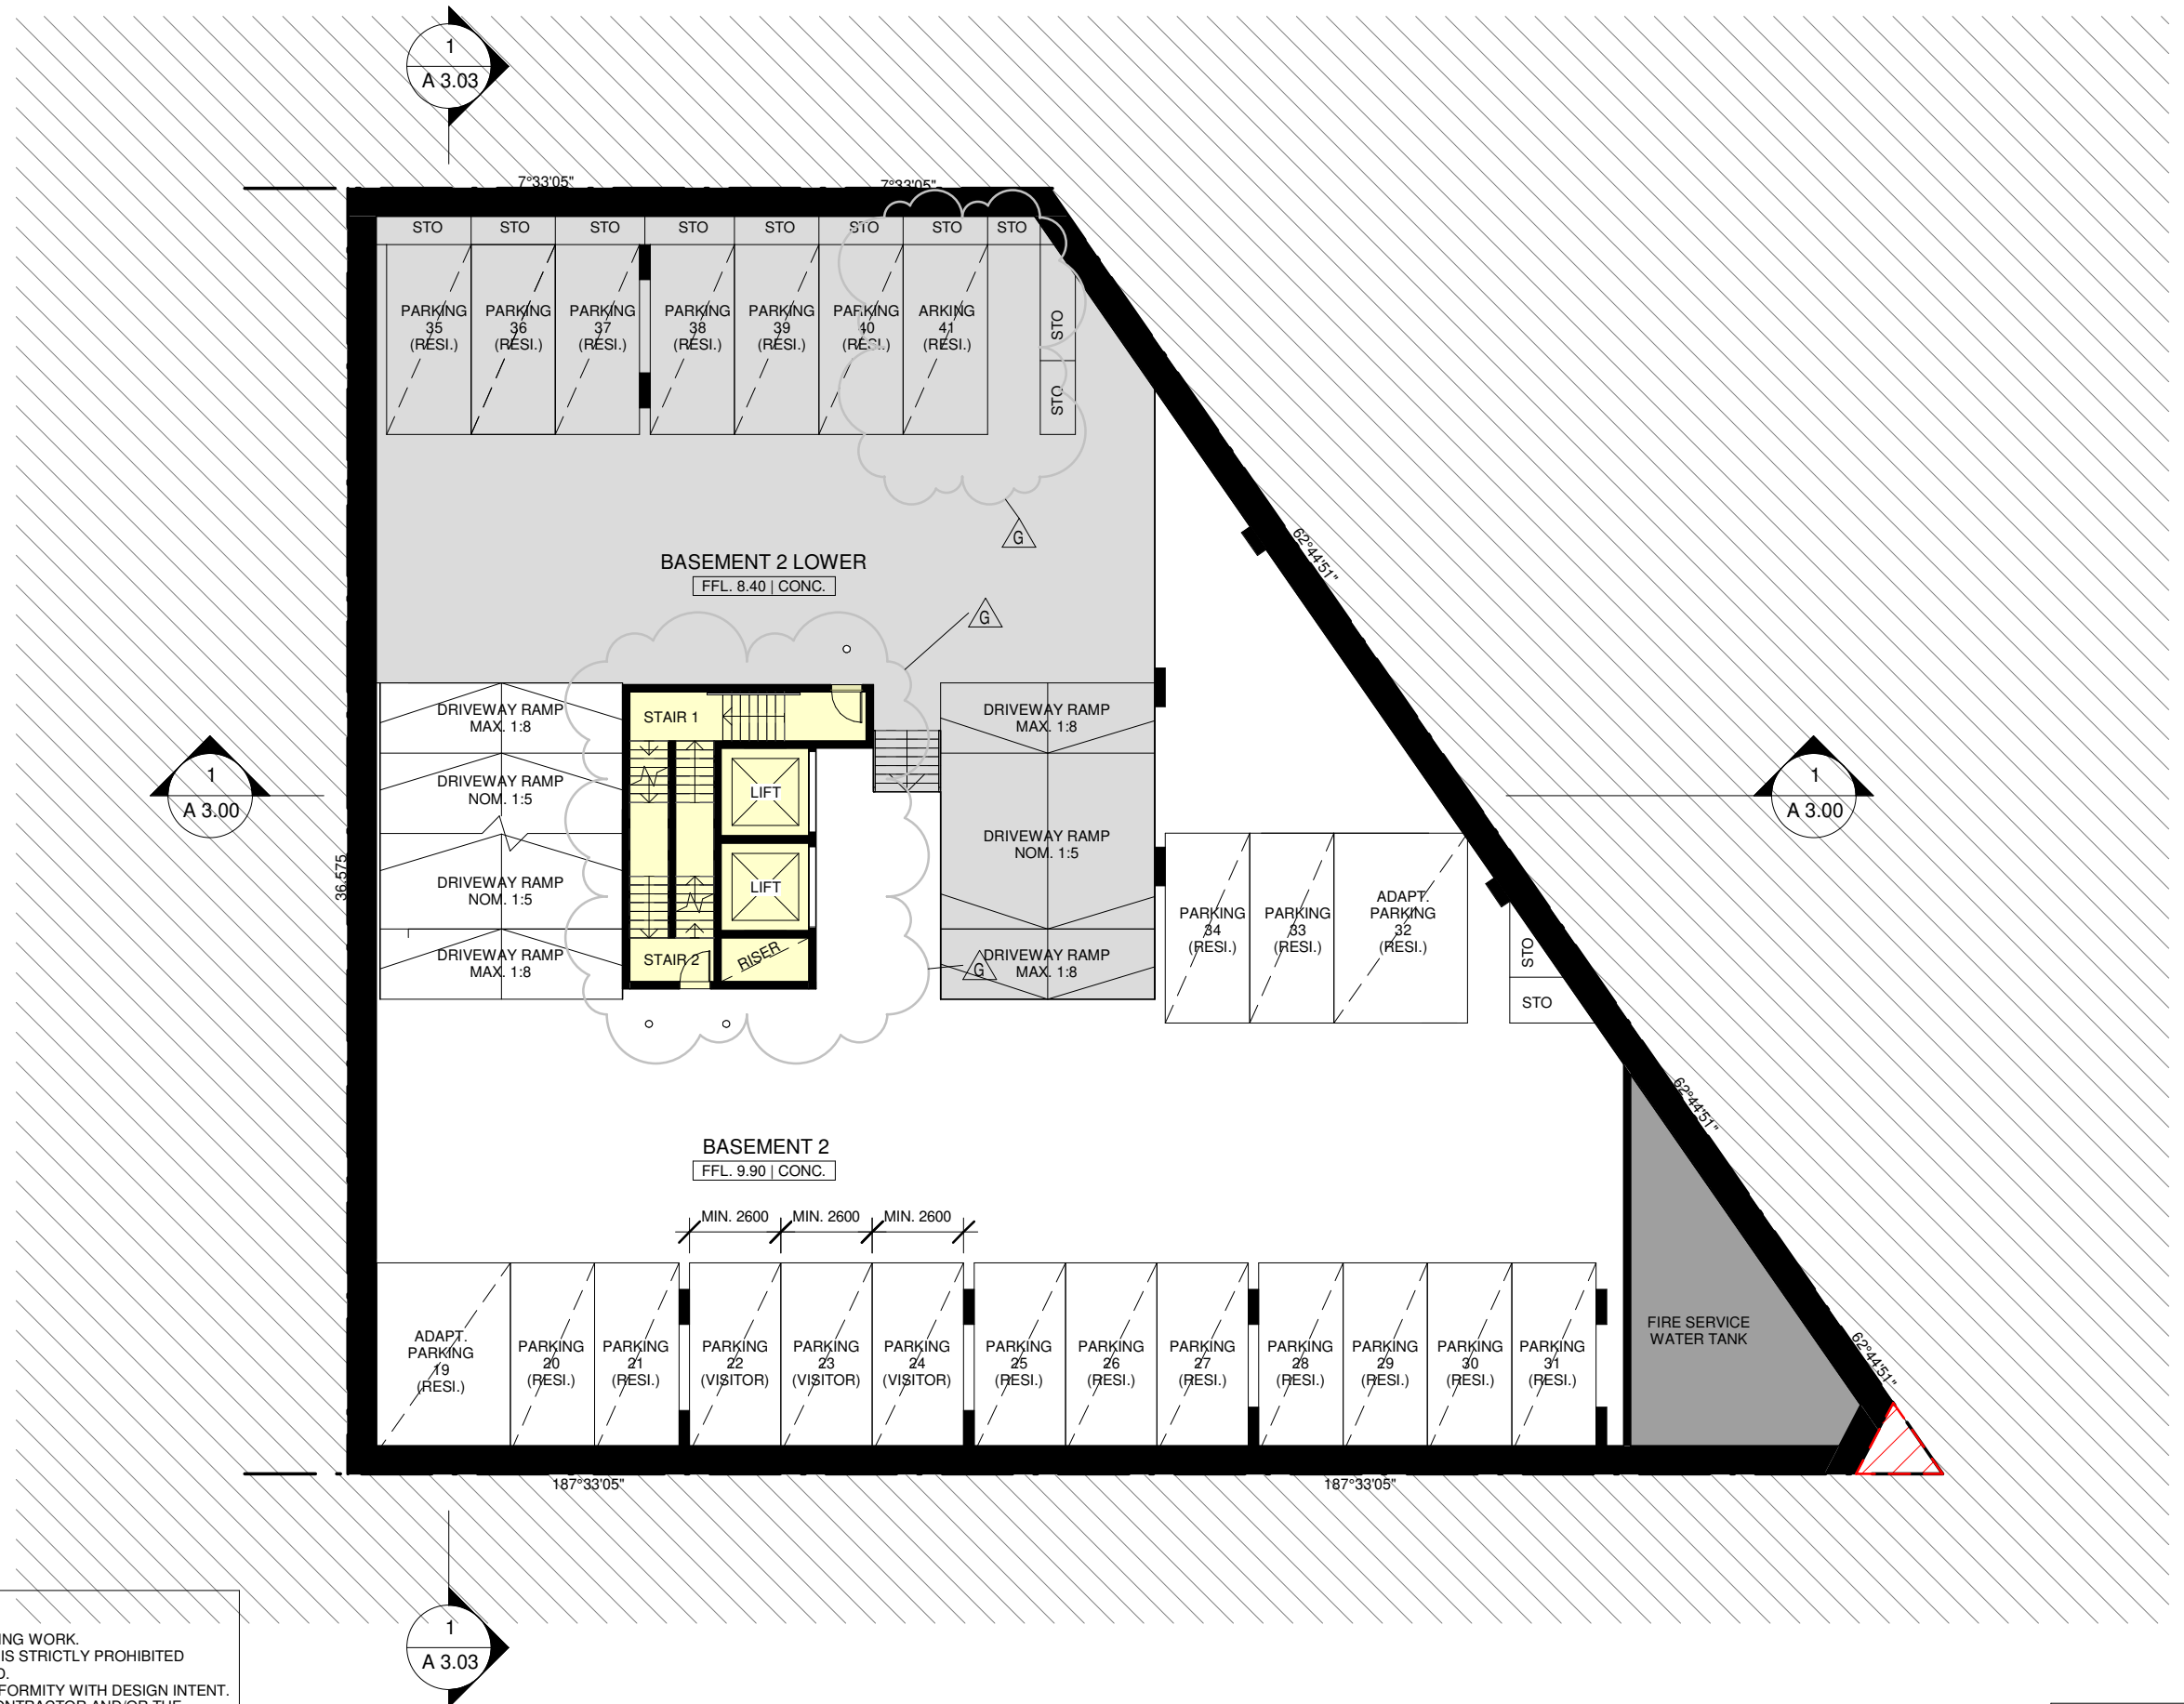 1
A 3.03
7°33'05"
7°33'05"
STO
STO
STO
STO
STO
STO
STO
STO
PARKING
35
(RESI.)
PARKING
36
(RESI.)
PARKING
37
(RESI.)
PARKING
38
(RESI.)
PARKING
39
(RESI.)
PARKING
40
(RESI.)
ARKING
41
(RESI.)
STO
STO
G
62°44'51"
BASEMENT 2 LOWER
FFL. 8.40 | CONC.
G
DRIVEWAY RAMP
MAX. 1:8
DRIVEWAY RAMP
NOM. 1:5
DRIVEWAY RAMP
NOM. 1:5
DRIVEWAY RAMP
MAX. 1:8
STAIR 1
LIFT
LIFT
STAIR 2
RISER
DRIVEWAY RAMP
MAX. 1:8
DRIVEWAY RAMP
NOM. 1:5
G
DRIVEWAY RAMP
MAX. 1:8
1
A 3.00
1
A 3.00
36.575
PARKING
34
(RESI.)
PARKING
33
(RESI.)
ADAPT.
PARKING
32
(RESI.)
STO
STO
62°44'51"
BASEMENT 2
FFL. 9.90 | CONC.
MIN. 2600
MIN. 2600
MIN. 2600
ADAPT.
PARKING
19
(RESI.)
PARKING
20
(RESI.)
PARKING
21
(RESI.)
PARKING
22
(VISITOR)
PARKING
23
(VISITOR)
PARKING
24
(VISITOR)
PARKING
25
(RESI.)
PARKING
26
(RESI.)
PARKING
27
(RESI.)
PARKING
28
(RESI.)
PARKING
29
(RESI.)
PARKING
30
(RESI.)
PARKING
31
(RESI.)
FIRE SERVICE
WATER TANK
62°44'51"
187°33'05"
187°33'05"
1
A 3.03
ING WORK.
IS STRICTLY PROHIBITED
D.
FORMITY WITH DESIGN INTENT.
ONTRACTOR AND/OR THE